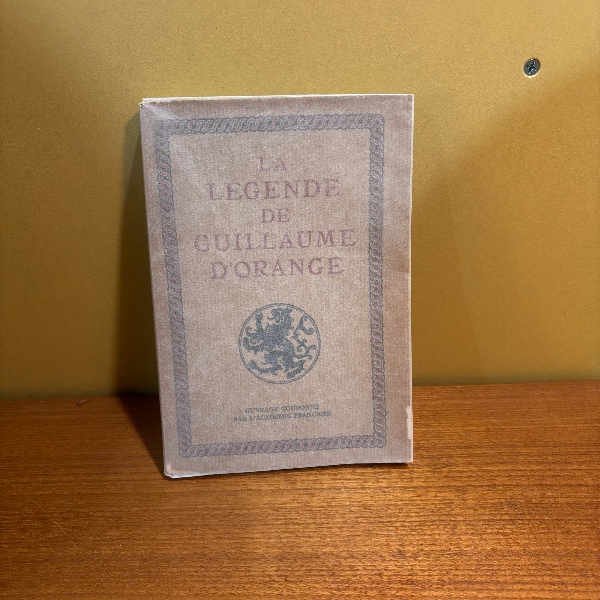 LA
LÉGENDE
DE
GUILLAUME
D'ORANGE
OUVRAGE COURONNÉ
PAR L'ACADÉMIE FRANÇAISE